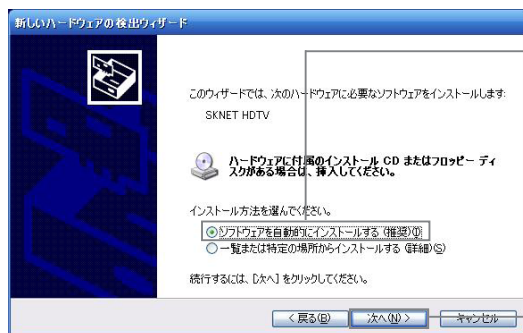 新しいハードウェアの検出ウィザード
このウィザードでは、次のハードウェアに必要なソフトウェアをインストールします:
SKNET HDTV
ハードウェアに付属のインストール CD またはフロッピー ディ
スクがある場合は、挿入してください。
インストール方法を選んでください。
ソフトウェアを自動的にインストールする (推奨)(I)
一覧または特定の場所からインストールする (詳細)(S)
続行するには、[次へ] をクリックしてください。
< 戻る(B) 次へ(N) > キャンセル